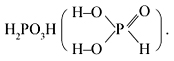 H₂PO₃H ( H–O H–O P O H ) .